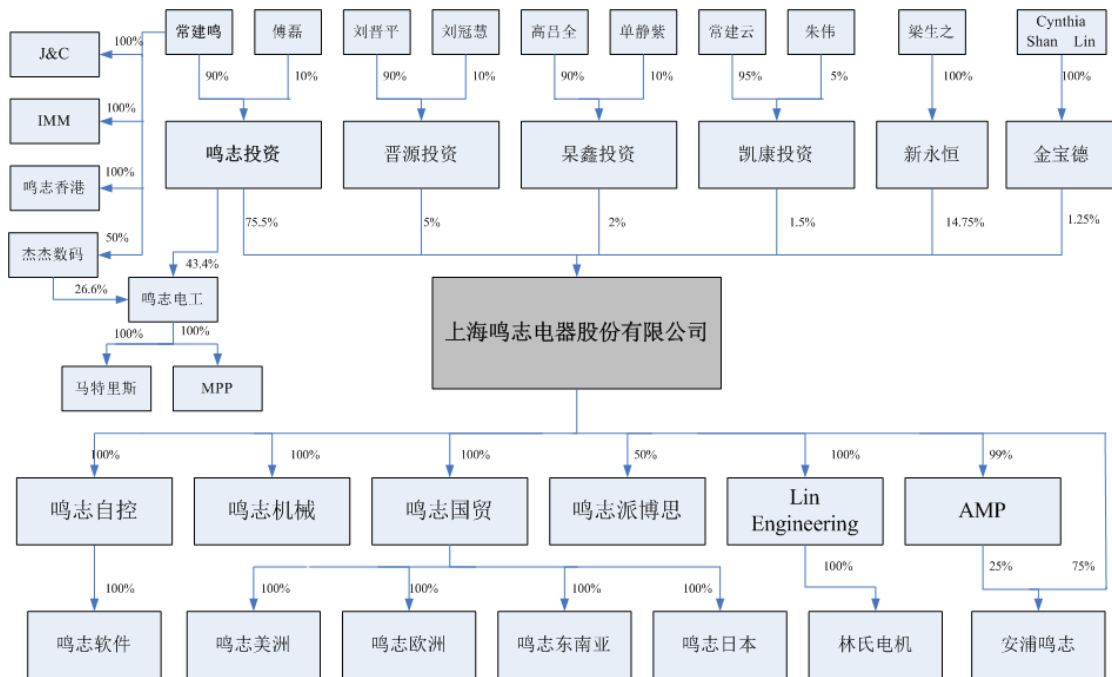 常建鸣
傅磊
刘晋平
刘冠慧
高吕全
单静紫
常建云
朱伟
梁生之
Cynthia
Shan Lin
J&C
100%
90%
10%
90%
10%
90%
10%
95%
5%
100%
100%
IMM
100%
鸣志投资
晋源投资
杲鑫投资
凯康投资
新永恒
金宝德
鸣志香港
100%
75.5%
5%
2%
1.5%
14.75%
1.25%
杰杰数码
50%
43.4%
26.6%
鸣志电工
上海鸣志电器股份有限公司
100%
100%
马特里斯
MPP
100%
100%
100%
50%
100%
99%
鸣志自控
鸣志机械
鸣志国贸
鸣志派博思
Lin
Engineering
AMP
100%
100%
100%
100%
100%
100%
25%
75%
鸣志软件
鸣志美洲
鸣志欧洲
鸣志东南亚
鸣志日本
林氏电机
安浦鸣志